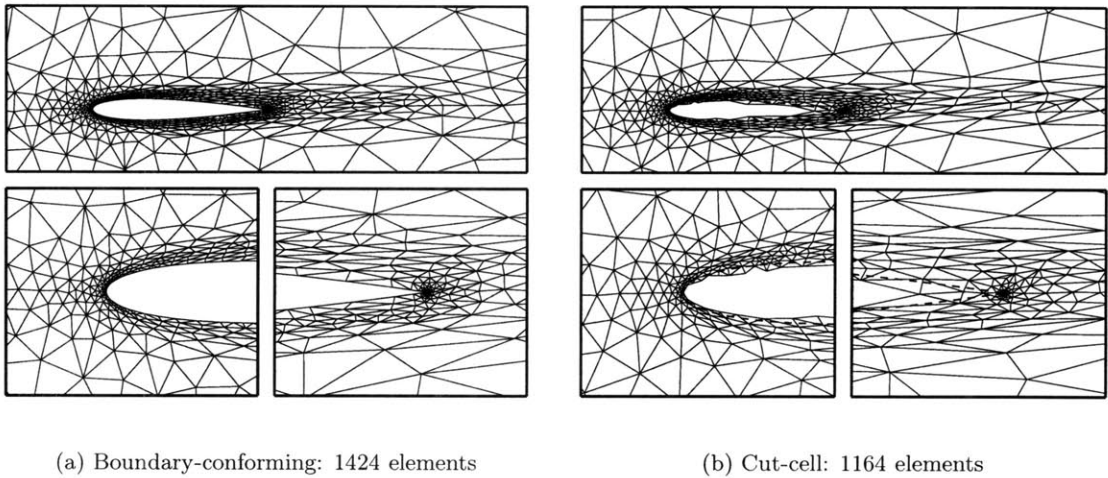 (a) Boundary-conforming: 1424 elements
(b) Cut-cell: 1164 elements